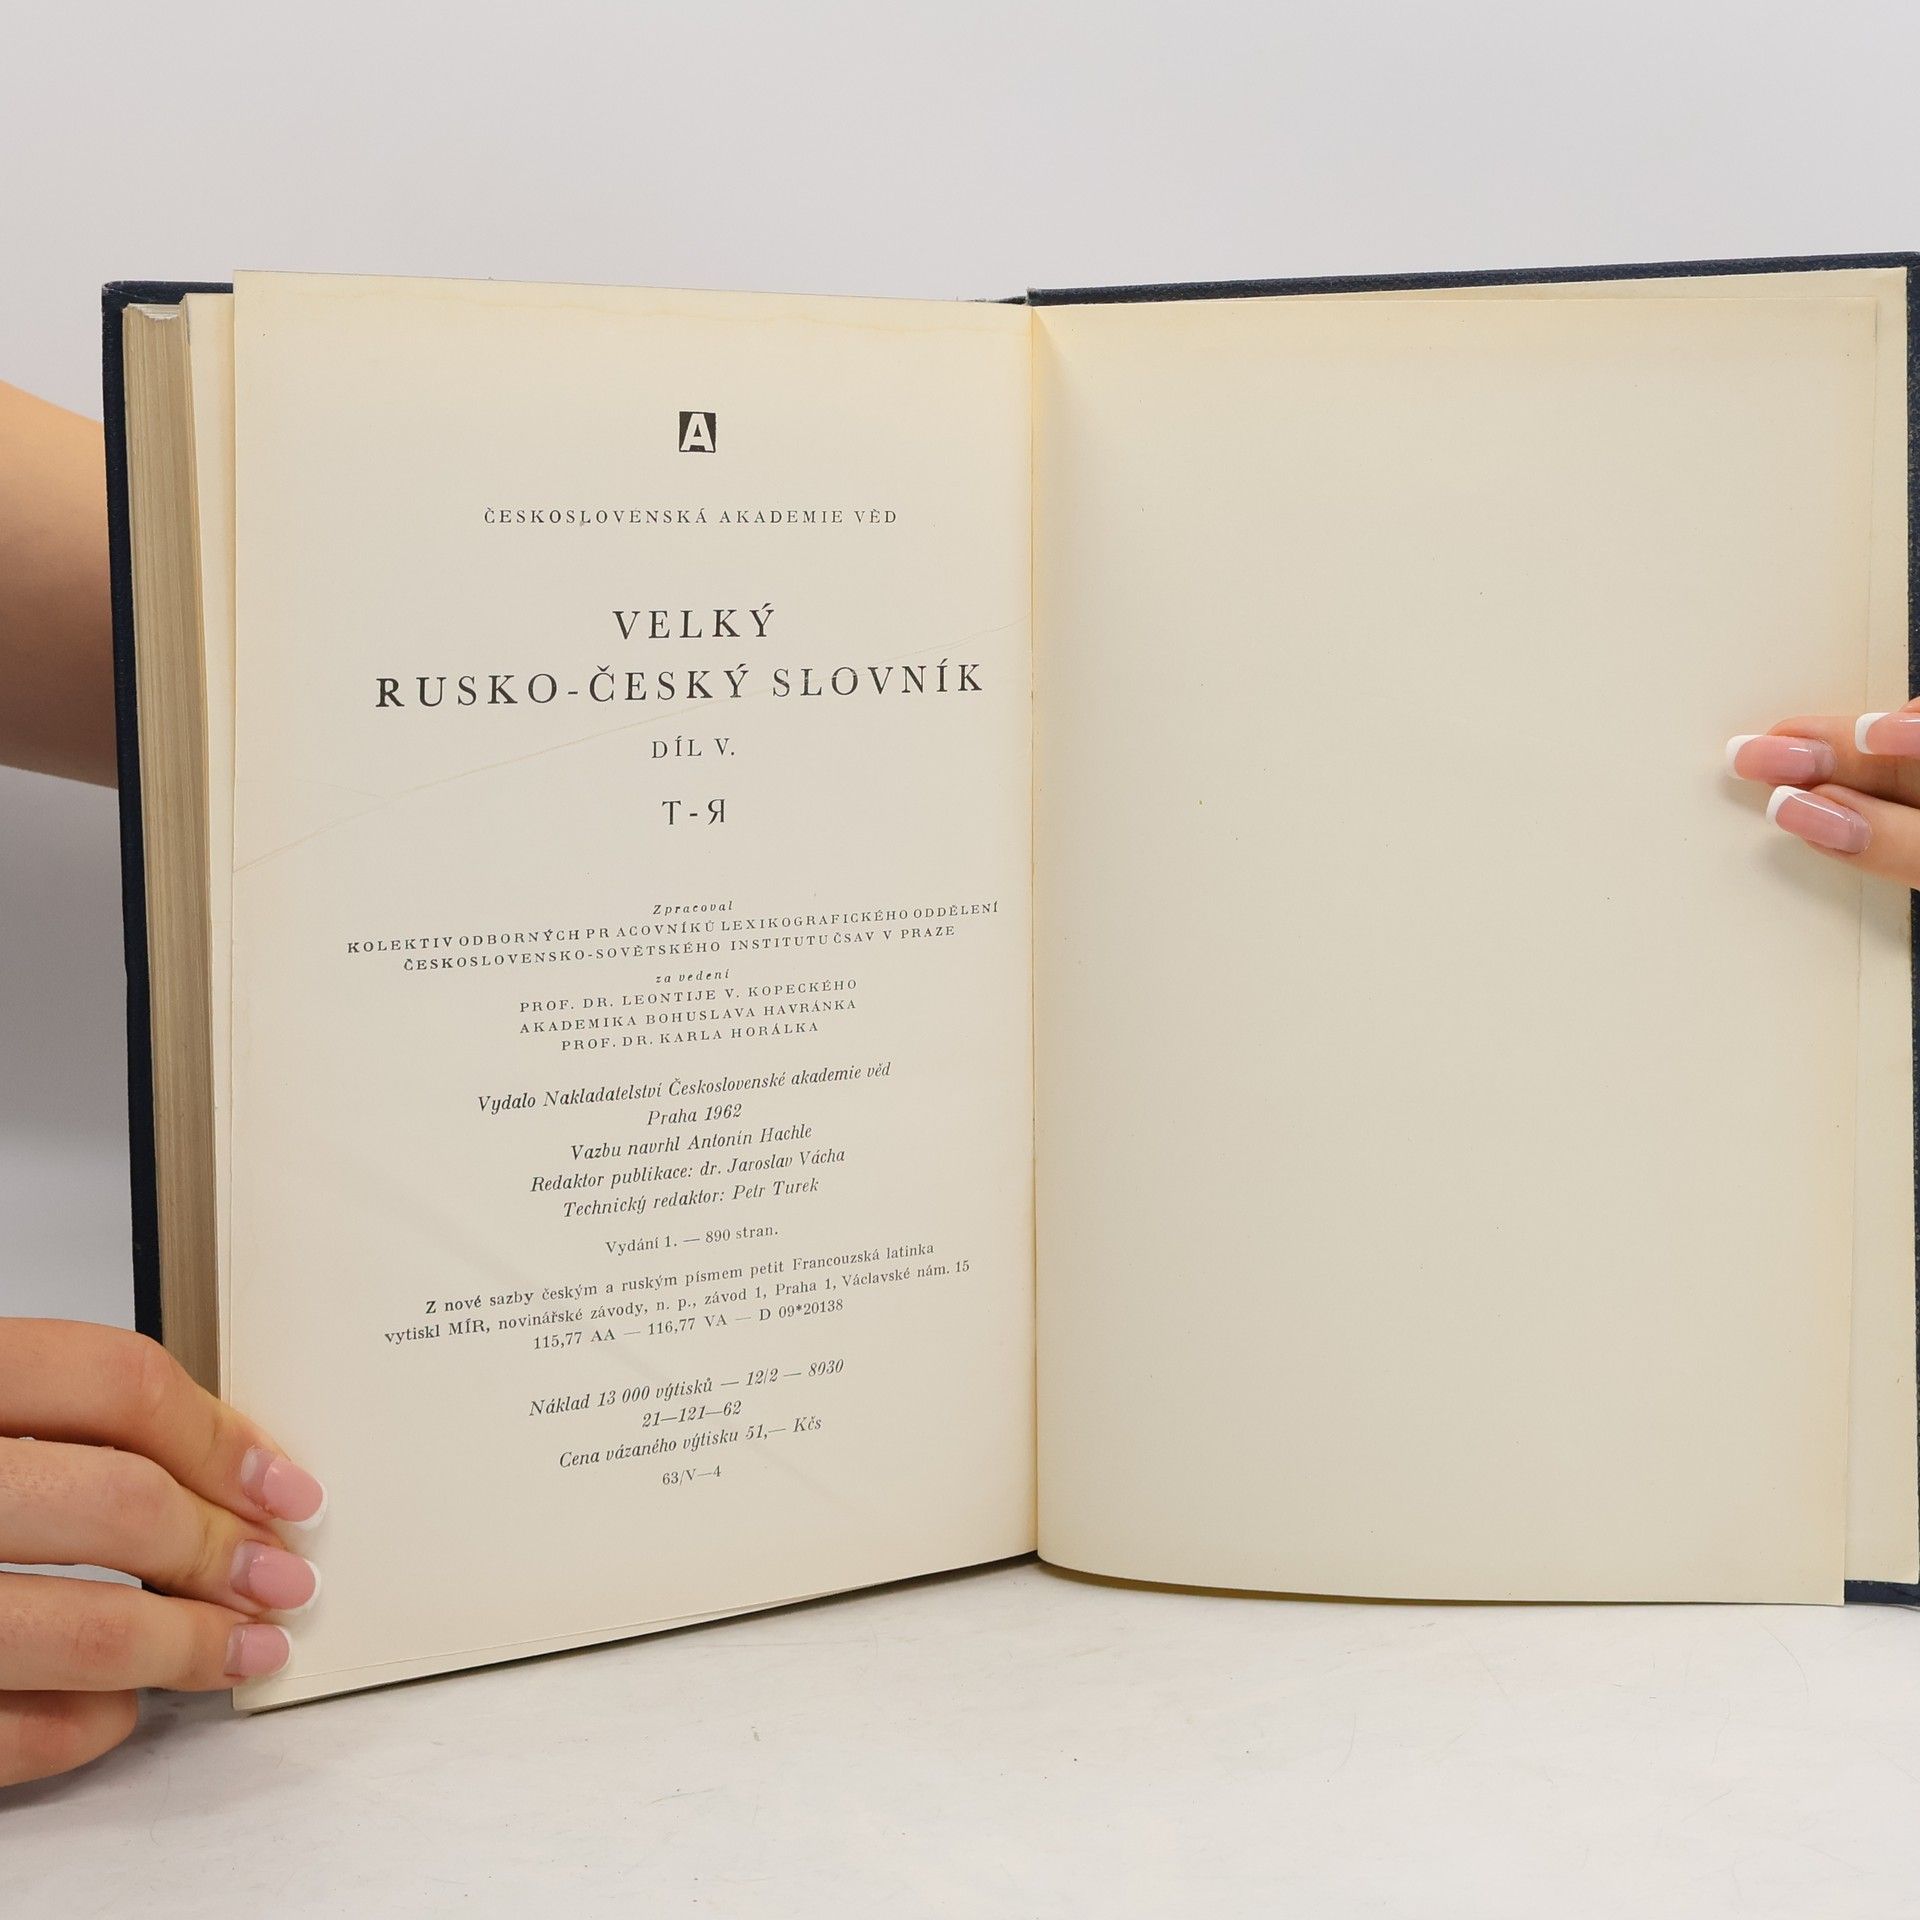 A
ČESKOSLOVENSKÁ AKADEMIE VĚD
VELKÝ
RUSKO-ČESKÝ SLOVNÍK
DÍL V.
Т-Я
Zpracoval
KOLEKTIV ODBORNÝCH PRACOVNÍKŮ LEXIKOGRAFICKÉHO ODDĚLENÍ
ČESKOSLOVENSKO-SOVĚTSKÉHO INSTITUTU ČSAV V PRAZE
za vedení
PROF. DR. LEONTIJE V. KOPECKÉHO
AKADEMIKA BOHUSLAVA HAVRÁNKA
PROF. DR. KARLA HORÁLKA
Vydalo Nakladatelství Československé akademie věd
Praha 1962
Vazbu navrhl Antonín Hachle
Redaktor publikace: dr. Jaroslav Vácha
Technický redaktor: Petr Turek
Vydání 1. — 890 stran.
Z nové sazby českým a ruským písmem petit Francouzská latinka
vytiskl MÍR, novinářské závody, n. p., závod 1, Praha 1, Václavské nám. 15
115,77 AA — 116,77 VA — D 09*20138
Náklad 13 000 výtisků — 12/2 — 8930
21—121—62
Cena vázaného výtisku 51,— Kčs
63/V—4